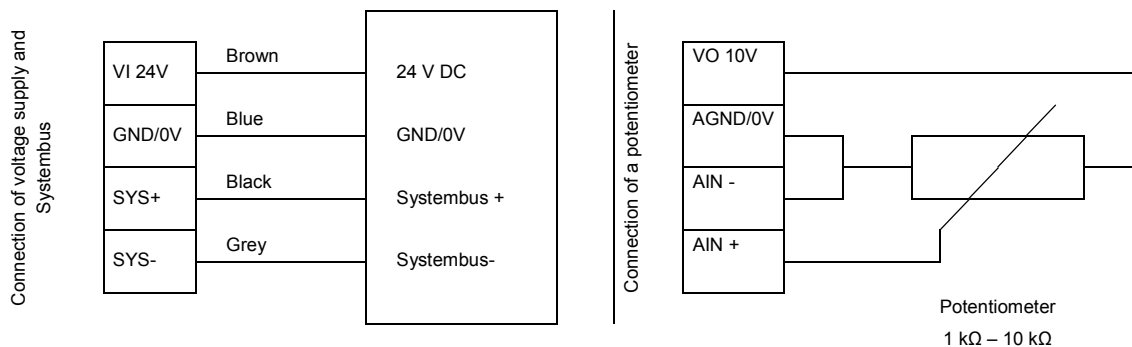 Connection of voltage supply and
Systembus
VI 24V
Brown
24 V DC
GND/0V
Blue
GND/0V
SYS+
Black
Systembus +
SYS-
Grey
Systembus-
Connection of a potentiometer
VO 10V
AGND/0V
AIN -
AIN +
Potentiometer
1 kΩ – 10 kΩ